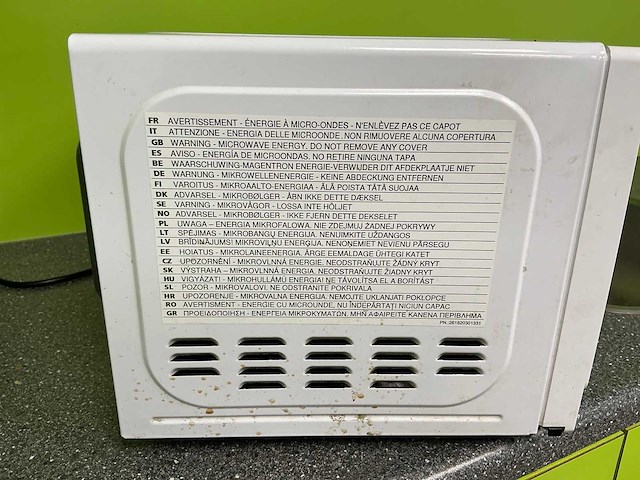 FR AVERTISSEMENT - ÉNERGIE À MICRO-ONDES - N'ENLÊVEZ PAS CE CAPOT
IT ATTENZIONE - ENERGIA DELLE MICROONDE. NON RIMUOVERE ALCUNA COPERTURA
GB WARNING - MICROWAVE ENERGY. DO NOT REMOVE ANY COVER
ES AVISO - ENERGÍA DE MICROONDAS. NO RETIRE NINGUNA TAPA
BE WAARSCHUWING-MAGENTRON ENERGIE-VERWIJDER DIT AFDEKPLAATJE NIET
DE WARNUNG - MIKROWELLENENERGIE - KEINE ABDECKUNG ENTFERNEN
FI VAROITUS - MIKROAALTO-ENERGIAA - ÅLÅ POISTA TÄTÄ SUOJAA
DK ADVARSEL - MIKROBØLGER - ÅBN IKKE DETTE DÆKSEL
SE VARNING - MIKROVÅGOR - LOSSA INTE HÖLJET
NO ADVARSEL - MIKROBØLGER - IKKE FJERN DETTE DEKSELET
PL UWAGA – ENERGIA MIKROFALOWA. NIE ZDEJMUJ ŻADNEJ POKRYWY
LT SPĖJIMAS - MIKROBANGŲ ENERGIJA. NENUIMKITE UŽDANGOS
LV BRĪDINĀJUMS! MIKROVIĻŅU ENERĢIJA. NENOŅEMIET NEVIENU PĀRSEGU
EE HOIATUS - MIKROLAINEENERGIA. ÄRGE EEMALDAGE ÜHTEGI KATET
CZ UPOZORNĚNÍ - MIKROVLNNÁ ENERGIE. NEODSTRAŇUJTE ŽÁDNÝ KRYT
SK VÝSTRAHA – MIKROVLNNÁ ENERGIA. NEODSTRAŇUJTE ŽIADNY KRYT
HU VIGYÁZAT! - MIKROHULLÁMÚ ENERGIA! NE TÁVOLÍTSA EL A BORÍTÁST
SL POZOR - MIKROVALOVI. NE ODSTRANITE POKRIVALA
HR UPOZORENJE - MIKROVALNA ENERGIJA. NEMOJTE UKLANJATI POKLOPCE
RO AVERTISMENT - ENERGIE CU MICROUNDE. NU ÎNDEPĂRTAȚI NICIUN CAPAC
GR ΠΡΟΕΙΔΟΠΟΙΗΣΗ - ΕΝΕΡΓΕΙΑ ΜΙΚΡΟΚΥΜΑΤΩΝ. ΜΗΝ ΑΦΑΙΡΕΙΤΕ ΚΑΝΕΝΑ ΠΕΡΙΒΛΗΜΑ
PN.:261820301331